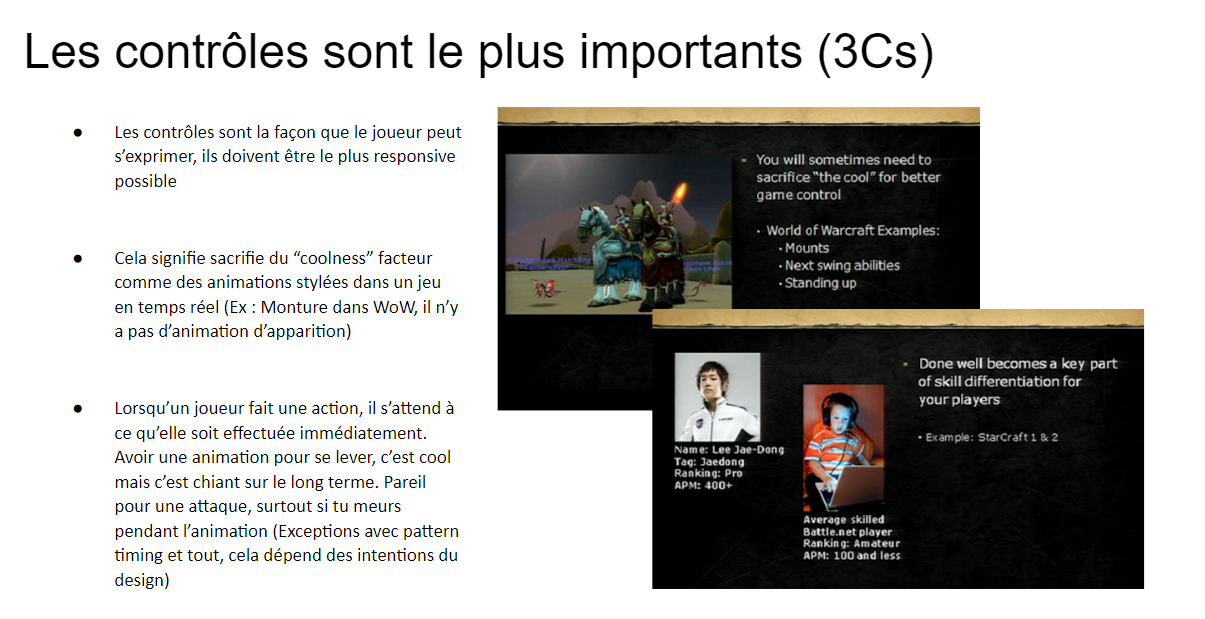 Les contrôles sont le plus importants (3Cs)
● Les contrôles sont la façon que le joueur peut
s’exprimer, ils doivent être le plus responsive
possible
● Cela signifie sacrifie du “coolness” facteur
comme des animations stylées dans un jeu
en temps réel (Ex : Monture dans WoW, il n’y
a pas d’animation d’apparition)
● Lorsqu’un joueur fait une action, il s’attend à
ce qu’elle soit effectuée immédiatement.
Avoir une animation pour se lever, c’est cool
mais c’est chiant sur le long terme. Pareil
pour une attaque, surtout si tu meurs
pendant l’animation (Exceptions avec pattern
timing et tout, cela dépend des intentions du
design)
You will sometimes need to
sacrifice “the cool” for better
game control
• World of Warcraft Examples:
• Mounts
• Next swing abilities
• Standing up
Name: Lee Jae-Dong
Tag: Jaedong
Ranking: Pro
APM: 400+
Average skilled
Battle.net player
Ranking: Amateur
APM: 100 and less
Done well becomes a key part
of skill differentiation for
your players
• Example: StarCraft 1 & 2